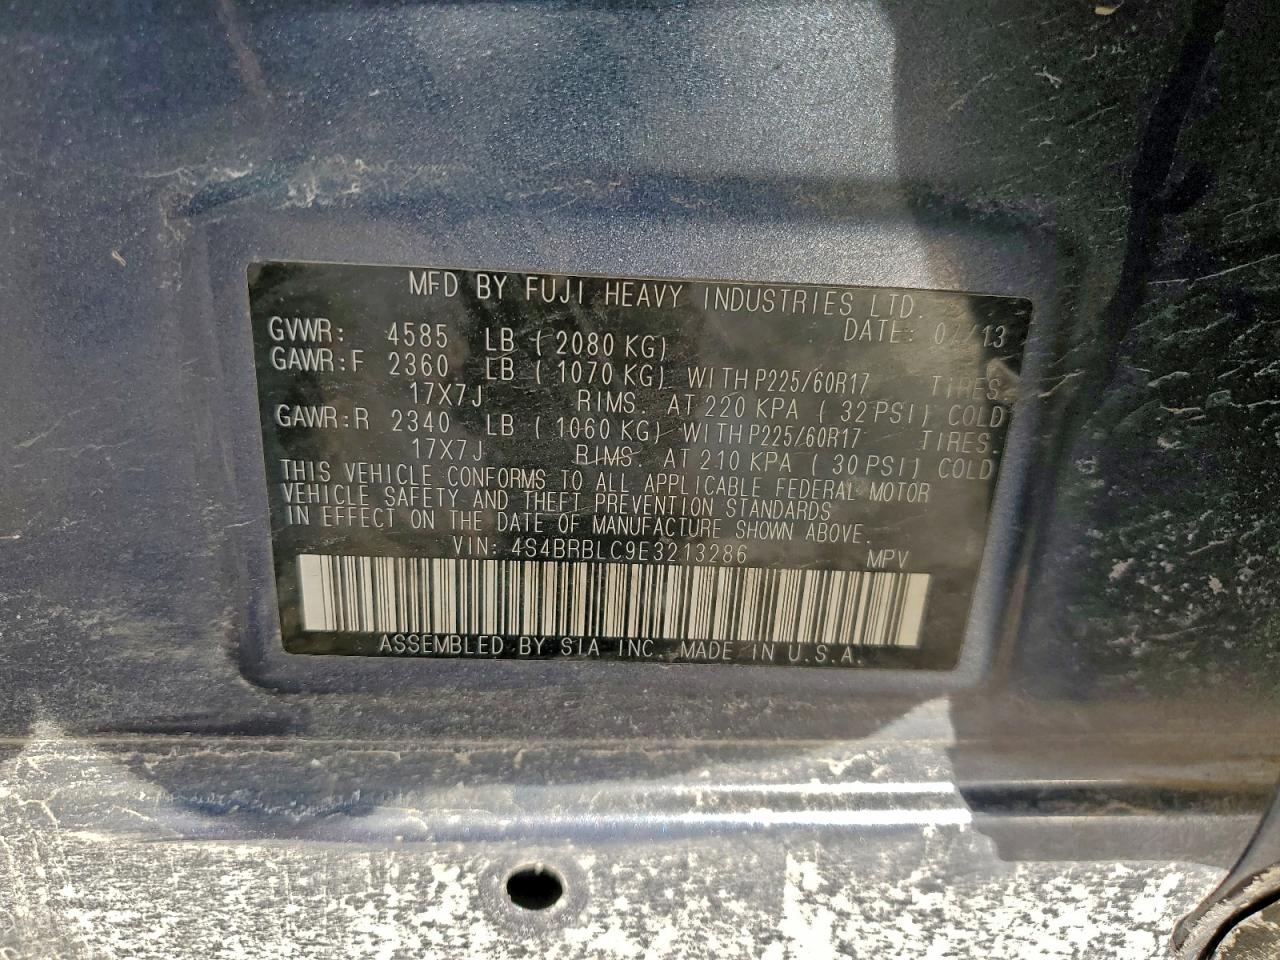 MFD BY FUJI HEAVY INDUSTRIES LTD.
DATE: 07/13
GVWR: 4585 LB ( 2080 KG)
GAWR:F 2360 LB ( 1070 KG) WITH P225/60R17 TIRES.
17X7J RIMS. AT 220 KPA ( 32 PSI) COLD
GAWR:R 2340 LB ( 1060 KG) WITH P225/60R17 TIRES.
17X7J RIMS. AT 210 KPA ( 30 PSI) COLD
THIS VEHICLE CONFORMS TO ALL APPLICABLE FEDERAL MOTOR
VEHICLE SAFETY AND THEFT PREVENTION STANDARDS
IN EFFECT ON THE DATE OF MANUFACTURE SHOWN ABOVE.
VIN: 4S4BRBLC9E3213286 MPV
ASSEMBLED BY SIA INC. MADE IN U.S.A.